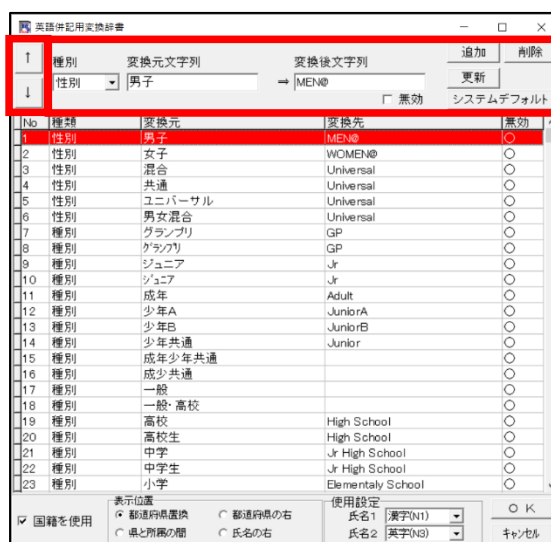 英語併記用変換辞書
↑ 種別 変換元文字列 変換後文字列 追加 削除
↓ 性別 男子 ⇒ MEN@ 更新
無効 システムデフォルト
No 種類 変換元 変換先 無効
1 性別 男子 MEN@ ○
2 性別 女子 WOMEN@ ○
3 性別 混合 Universal ○
4 性別 共通 Universal ○
5 性別 ユニバーサル Universal ○
6 性別 男女混合 Universal ○
7 種別 グランプリ GP ○
8 種別 グランプリ GP ○
9 種別 ジュニア Jr ○
10 種別 ジュニア Jr ○
11 種別 成年 Adult ○
12 種別 少年A JuniorA ○
13 種別 少年B JuniorB ○
14 種別 少年共通 Junior ○
15 種別 成年少年共通 ○
16 種別 成少共通 ○
17 種別 一般 ○
18 種別 一般・高校 ○
19 種別 高校 High School ○
20 種別 高校生 High School ○
21 種別 中学 Jr High School ○
22 種別 中学生 Jr High School ○
23 種別 小学 Elementaly School ○
表示位置 使用設定
国籍を使用 都道府県置換 都道府県の右 氏名1 漢字(N1) OK
県と所属の間 氏名の右 氏名2 英字(N3) キャンセル